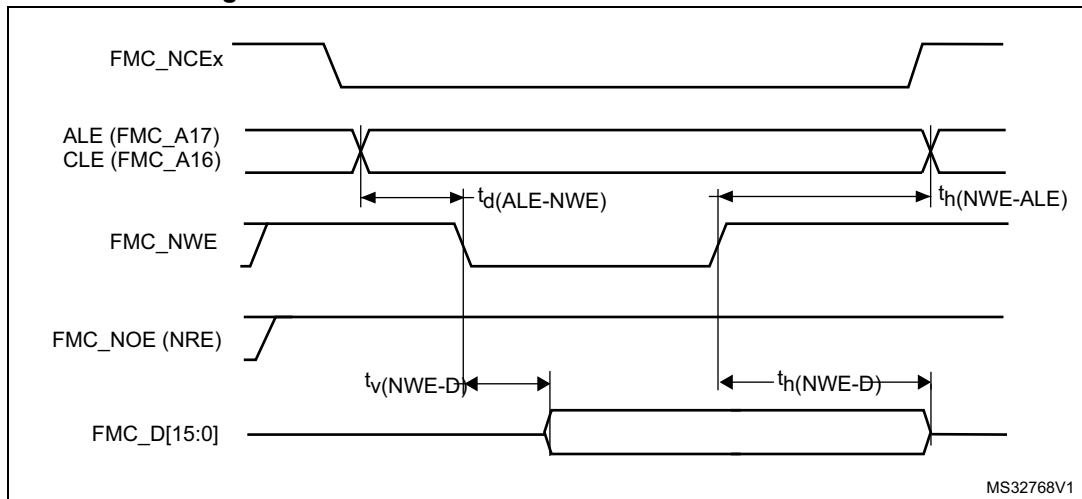 FMC_NCEx
ALE (FMC_A17)
CLE (FMC_A16)
td(ALE-NWE)
th(NWE-ALE)
FMC_NWE
FMC_NOE (NRE)
tv(NWE-D)
th(NWE-D)
FMC_D[15:0]
MS32768V1